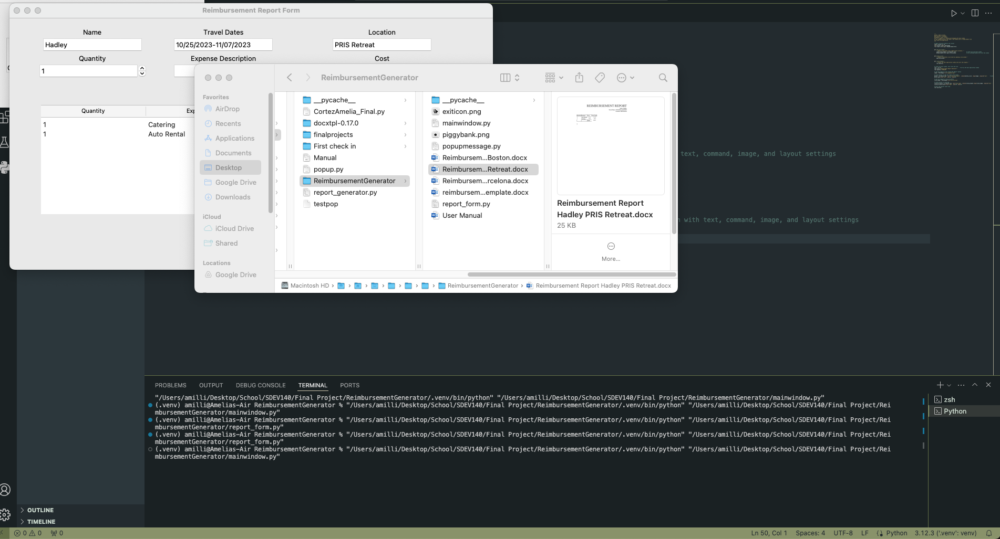 Reimbursement Report Form
Name
Travel Dates
Location
Hadley
10/25/2023-11/07/2023
PRIS Retreat
Quantity
Expense Description
Cost
1
Quantity
1
Catering
1
Auto Rental
ReimbursementGenerator
Favorites
AirDrop
Recents
Applications
Documents
Desktop
Google Drive
Downloads
iCloud
iCloud Drive
Shared
Locations
Google Drive
__pycache__
CortezAmelia_Final.py
docxtpl-0.17.0
finalprojects
First check in
Manual
popup.py
ReimbursementGenerator
report_generator.py
testpop
__pycache__
exiticon.png
mainwindow.py
piggybank.png
popupmessage.py
Reimbursem...Boston.docx
Reimbursem...Retreat.docx
Reimbursem...rcelona.docx
reimbursem...emplate.docx
report_form.py
User Manual
REIMBURSEMENT REPORT
Reimbursement Report
Hadley PRIS Retreat.docx
25 KB
More...
Macintosh HD
ReimbursementGenerator
Reimbursement Report Hadley PRIS Retreat.docx
text, command, image, and layout settings
with text, command, image, and layout settings
PROBLEMS OUTPUT DEBUG CONSOLE TERMINAL PORTS
"/Users/amilli/Desktop/School/SDEV140/Final Project/ReimbursementGenerator/.venv/bin/python" "/Users/amilli/Desktop/School/SDEV140/Final Project/ReimbursementGenerator/mainwindow.py"
(.venv) amilli@Amelias-Air ReimbursementGenerator % "/Users/amilli/Desktop/School/SDEV140/Final Project/ReimbursementGenerator/.venv/bin/python" "/Users/amilli/Desktop/School/SDEV140/Final Project/Rei
mbursementGenerator/mainwindow.py"
(.venv) amilli@Amelias-Air ReimbursementGenerator % "/Users/amilli/Desktop/School/SDEV140/Final Project/ReimbursementGenerator/.venv/bin/python" "/Users/amilli/Desktop/School/SDEV140/Final Project/Rei
mbursementGenerator/report_form.py"
(.venv) amilli@Amelias-Air ReimbursementGenerator % "/Users/amilli/Desktop/School/SDEV140/Final Project/ReimbursementGenerator/.venv/bin/python" "/Users/amilli/Desktop/School/SDEV140/Final Project/Rei
mbursementGenerator/report_form.py"
(.venv) amilli@Amelias-Air ReimbursementGenerator % "/Users/amilli/Desktop/School/SDEV140/Final Project/ReimbursementGenerator/.venv/bin/python" "/Users/amilli/Desktop/School/SDEV140/Final Project/Rei
mbursementGenerator/mainwindow.py"
zsh
Python
OUTLINE
TIMELINE
0 0 0
Ln 50, Col 1 Spaces: 4 UTF-8 LF Python 3.12.3 ('.venv': venv)